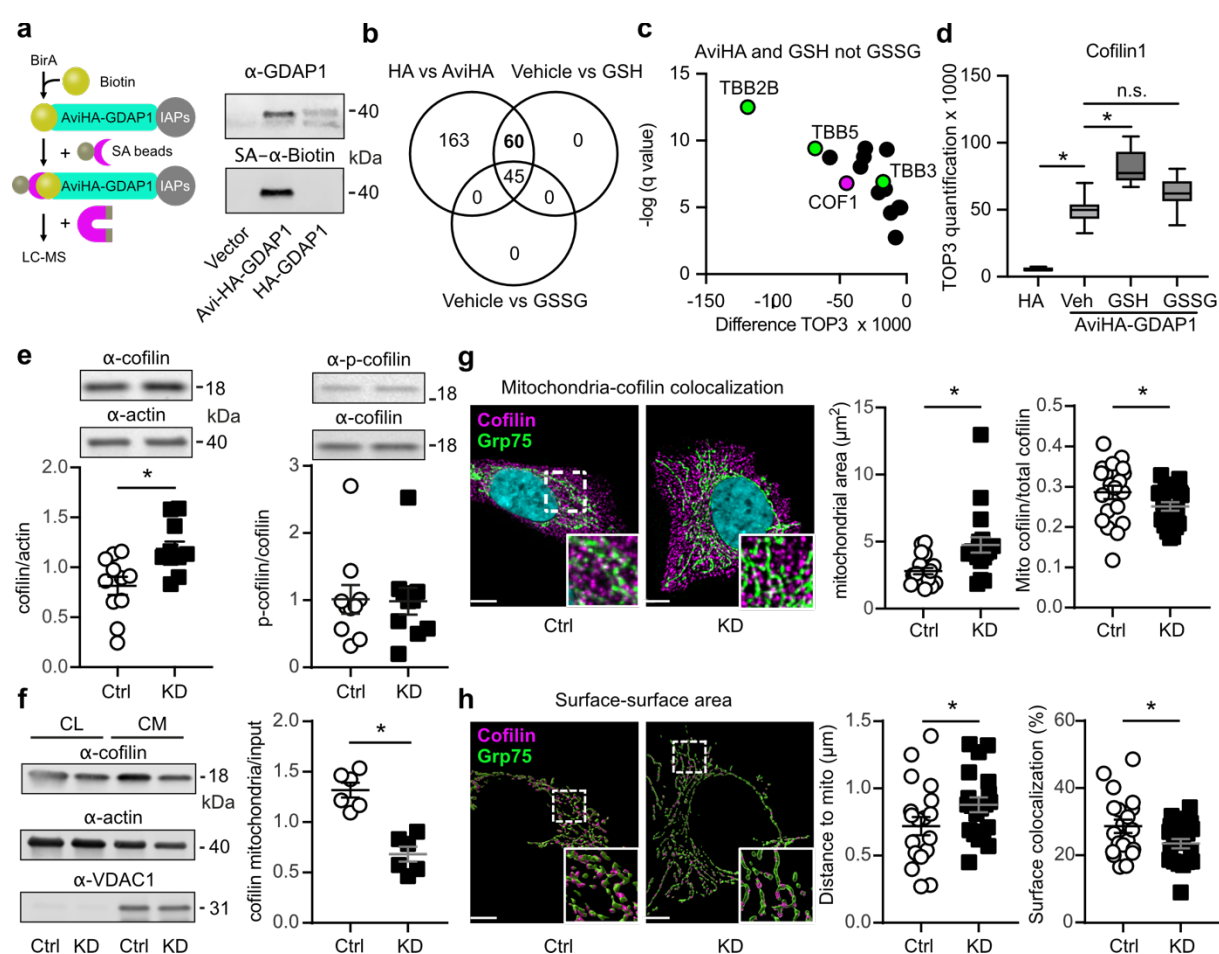 a
BirA
Biotin
AviHA-GDAP1
IAPs
+
SA beads
AviHA-GDAP1
IAPs
+
LC-MS
α-GDAP1
-40
SA-α-Biotin
kDa
-40
Vector
Avi-HA-GDAP1
HA-GDAP1
b
HA vs AviHA
Vehicle vs GSH
163
60
0
45
0
0
0
Vehicle vs GSSG
c
AviHA and GSH not GSSG
-log (q value)
15
10
5
0
TBB2B
TBB5
TBB3
COF1
-150
-100
-50
0
Difference TOP3 x 1000
d
Cofilin1
TOP3 quantification x 1000
150
100
50
0
n.s.
*
*
HA
Veh
GSH
GSSG
AviHA-GDAP1
e
α-cofilin
-18
kDa
α-actin
-40
cofilin/actin
2.0
1.5
1.0
0.5
0.0
*
Ctrl
KD
α-p-cofilin
-18
α-cofilin
-18
p-cofilin/cofilin
3
2
1
0
Ctrl
KD
f
CL
CM
α-cofilin
-18
kDa
α-actin
-40
α-VDAC1
-31
Ctrl
KD
Ctrl
KD
cofilin mitochondria/input
2.0
1.5
1.0
0.5
0.0
*
Ctrl
KD
g
Mitochondria-cofilin colocalization
Cofilin
Grp75
Ctrl
KD
mitochondrial area (µm²)
15
10
5
0
*
Ctrl
KD
Mito cofilin/total cofilin
0.5
0.4
0.3
0.2
0.1
0.0
*
Ctrl
KD
h
Surface-surface area
Cofilin
Grp75
Ctrl
KD
Distance to mito (µm)
1.5
1.0
0.5
0.0
*
Ctrl
KD
Surface colocalization (%)
60
40
20
0
*
Ctrl
KD